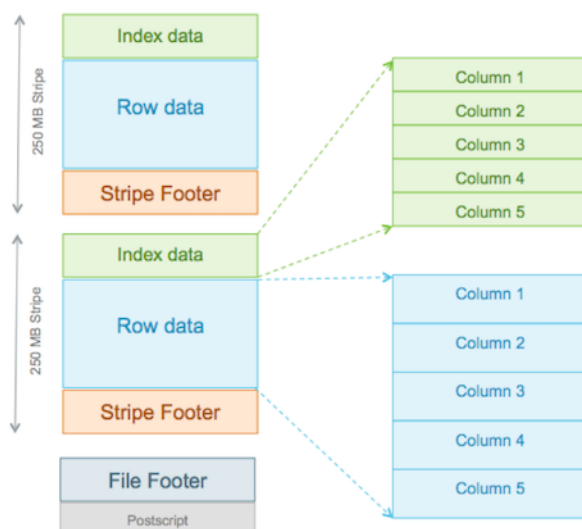 250 MB Stripe
Index data
Row data
Stripe Footer
250 MB Stripe
Index data
Row data
Stripe Footer
File Footer
Postscript
Column 1
Column 2
Column 3
Column 4
Column 5
Column 1
Column 2
Column 3
Column 4
Column 5